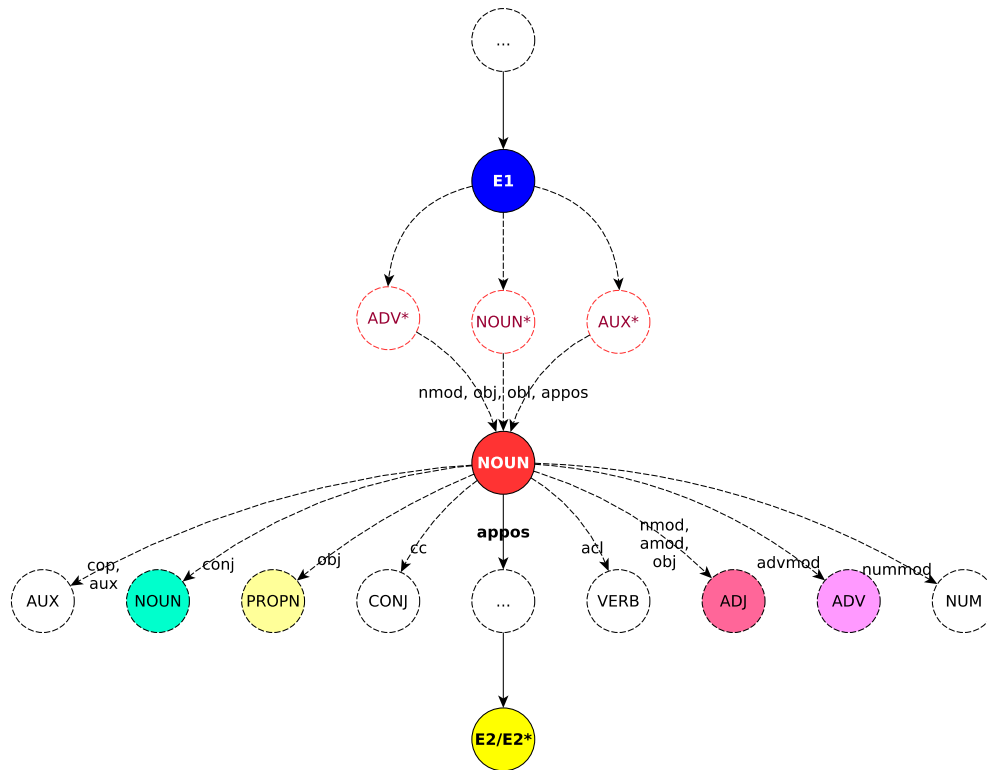 ...
E1
ADV*
NOUN*
AUX*
nmod, obj, obl, appos
NOUN
cop,
aux
conj
obj
cc
appos
acl
nmod,
amod,
obj
advmod
nummod
AUX
NOUN
PROPN
CONJ
...
VERB
ADJ
ADV
NUM
E2/E2*